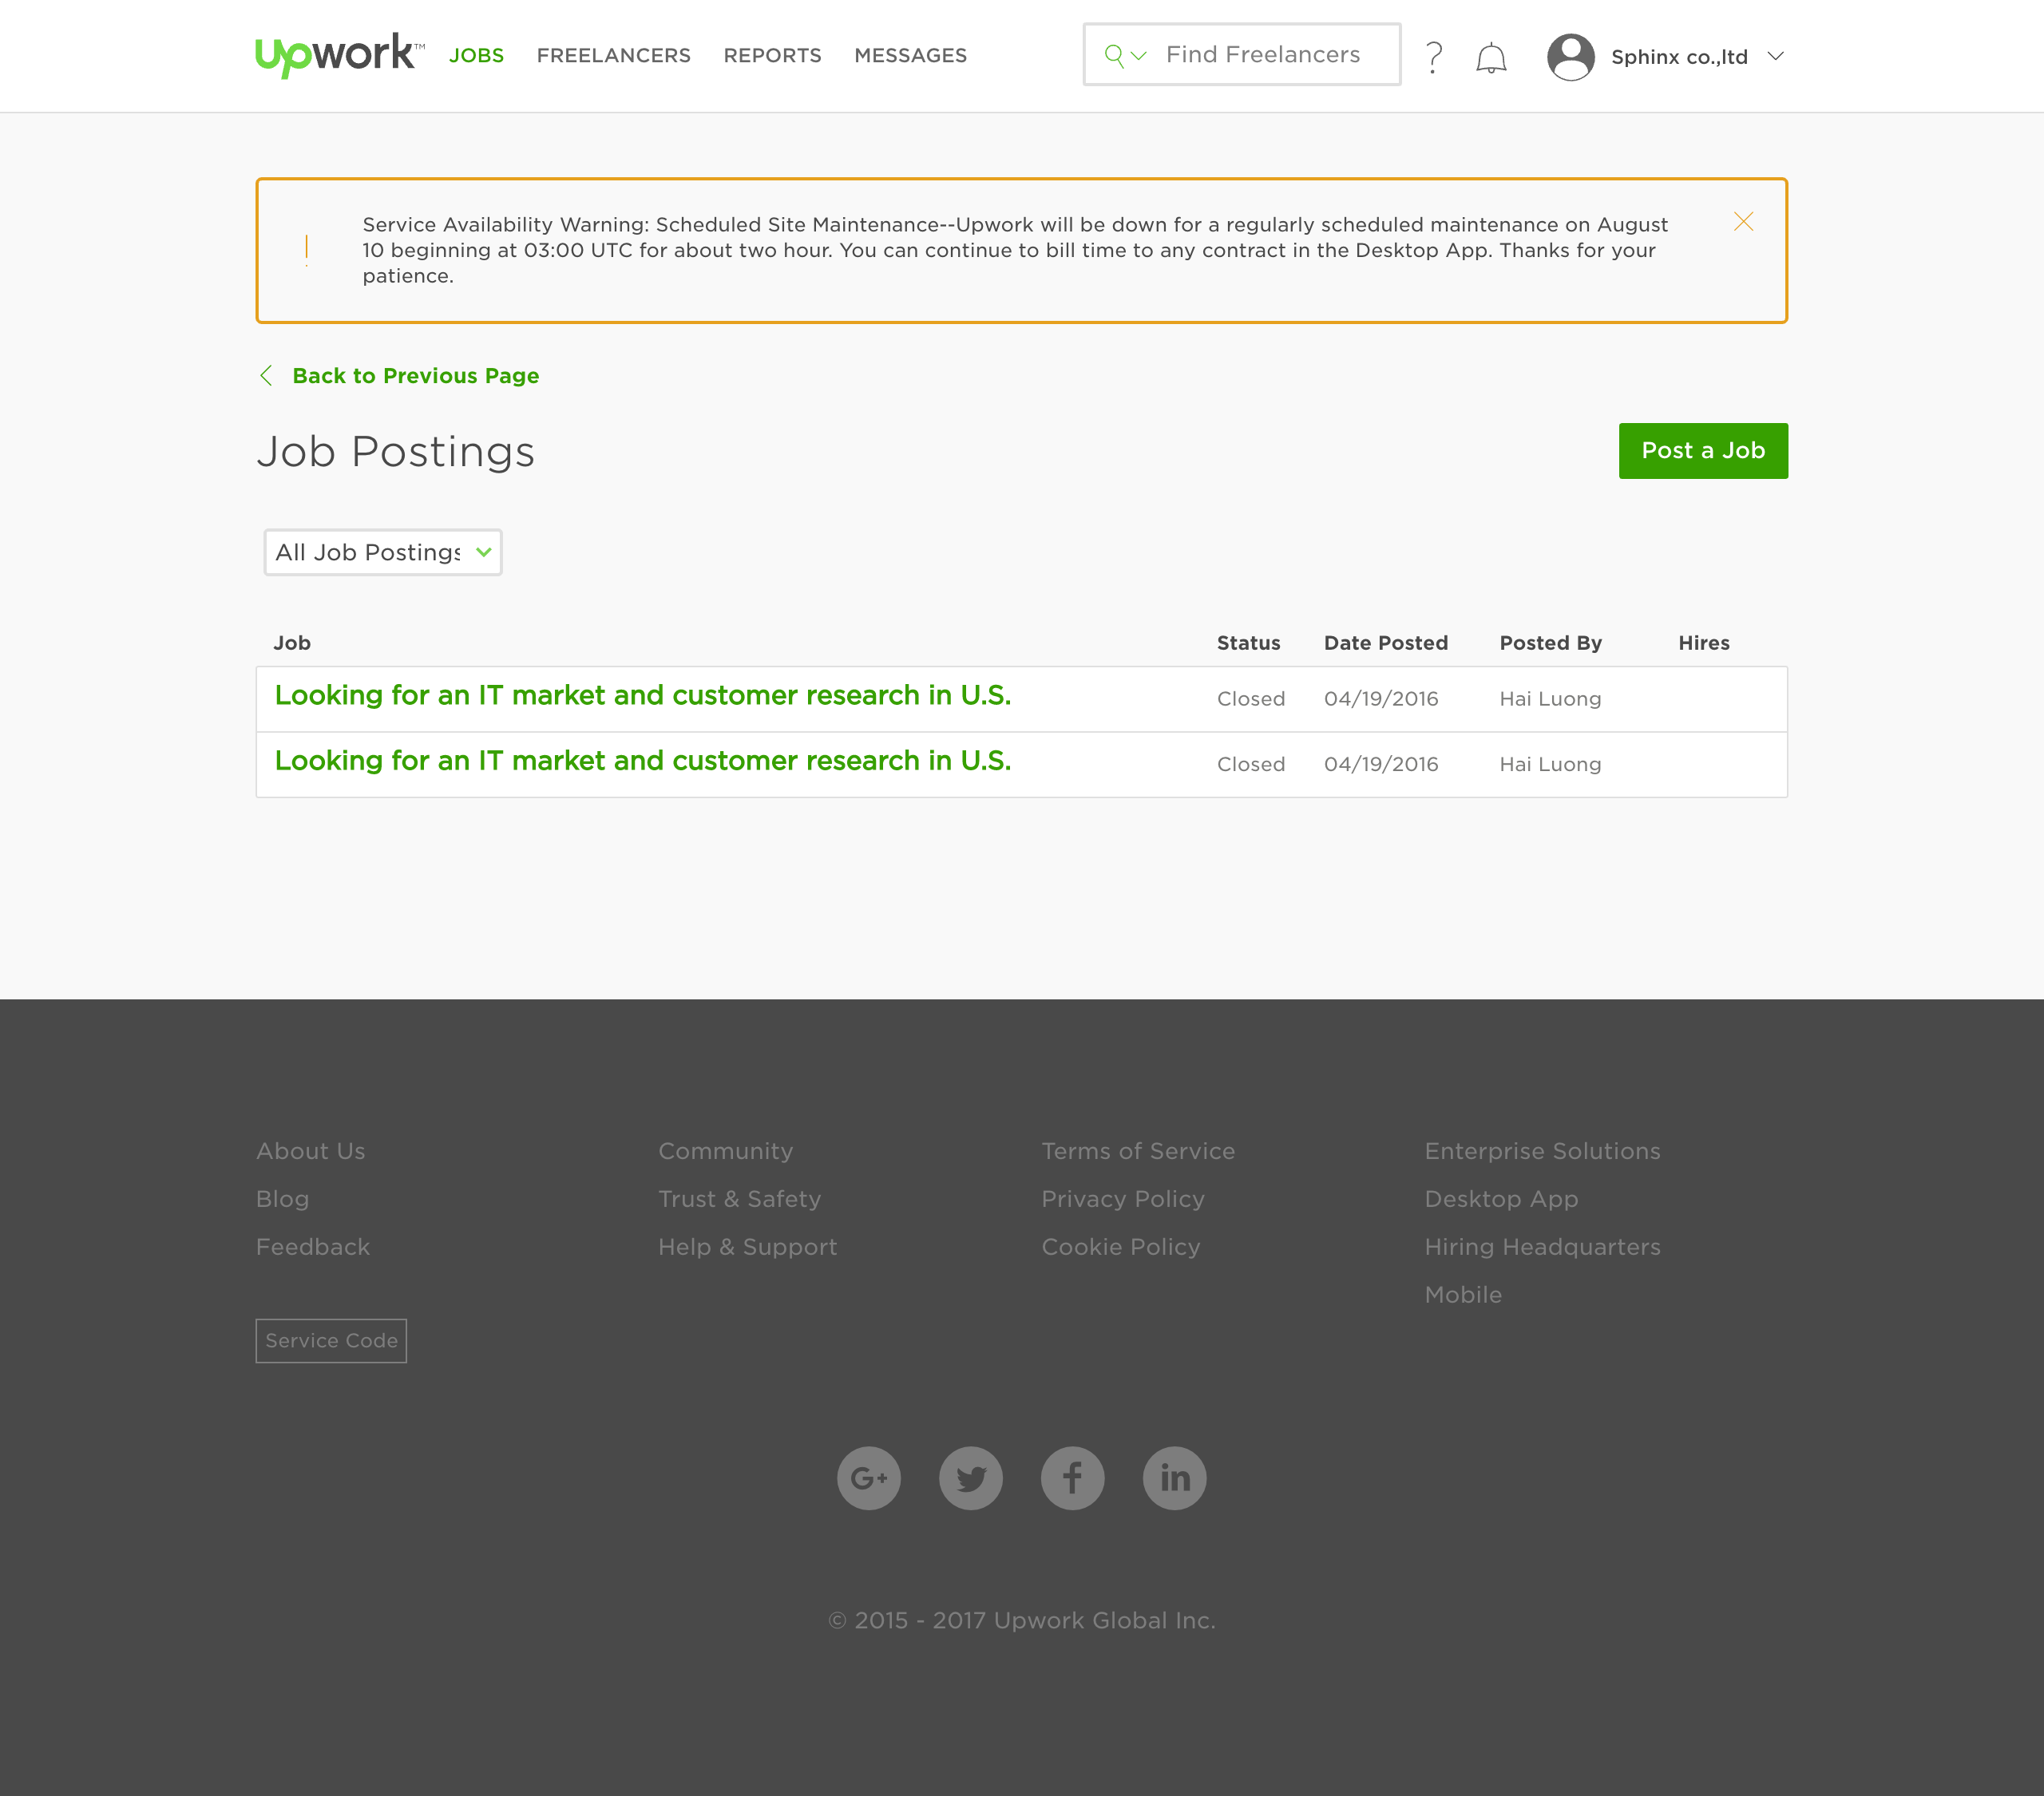 upwork™ JOBS FREELANCERS REPORTS MESSAGES Find Freelancers ? Sphinx co.,ltd
Service Availability Warning: Scheduled Site Maintenance--Upwork will be down for a regularly scheduled maintenance on August
10 beginning at 03:00 UTC for about two hour. You can continue to bill time to any contract in the Desktop App. Thanks for your
patience.
Back to Previous Page
Job Postings
Post a Job
All Job Postings
Job Status Date Posted Posted By Hires
Looking for an IT market and customer research in U.S. Closed 04/19/2016 Hai Luong
Looking for an IT market and customer research in U.S. Closed 04/19/2016 Hai Luong
About Us Community Terms of Service Enterprise Solutions
Blog Trust & Safety Privacy Policy Desktop App
Feedback Help & Support Cookie Policy Hiring Headquarters
Mobile
Service Code
G+ f in
© 2015 - 2017 Upwork Global Inc.